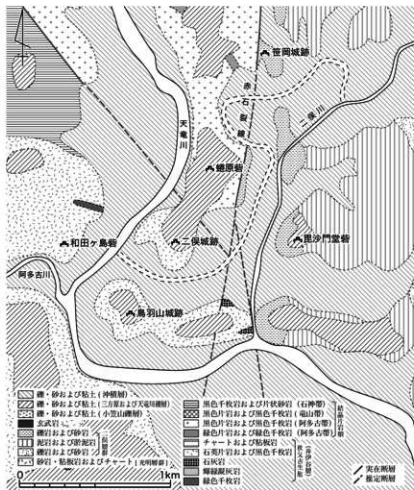 笹岡城跡
赤石裂線
二俣川
天竜川
蜷原砦
和田ヶ島砦
二俣城跡
毘沙門堂砦
阿多古川
鳥羽山城跡
礫・砂および粘土(沖積層)
礫・砂および粘土(三方原および天竜川礫層)
礫・砂および粘土(小笠山礫層)
玄武岩
礫岩および砂岩
泥岩および砂泥岩
礫岩および砂岩
砂岩・粘板岩およびチャート(光明層群)
黒色千枚岩および片状砂岩(石神帯)
黒色片岩および黒色千枚岩(竜山帯)
黒色片岩および黒色千枚岩(阿多古帯)
緑色片岩および緑色千枚岩(阿多古帯)
チャートおよび粘板岩
石灰岩
輝緑凝灰岩
緑色千枚岩
結晶片岩類
0
1km
実在断層
推定断層